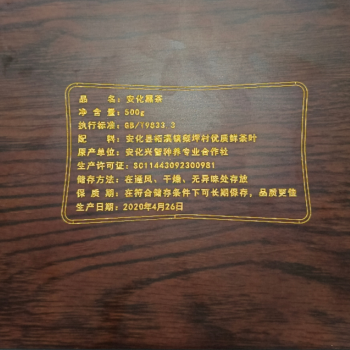 品 名：安化黑茶
净 含 量：500g
执行标准：GB/T9833.3
配 料：安化县柘溪镇 坪村优质鲜茶叶
原产单位：安化兴智种养专业合作社
生产许可证：SC11443092300981
储存方法：在避风、干燥、无异味处存放
保 质 期：在符合储存条件下可长期保存，品质更佳
生产日期：2020年4月26日